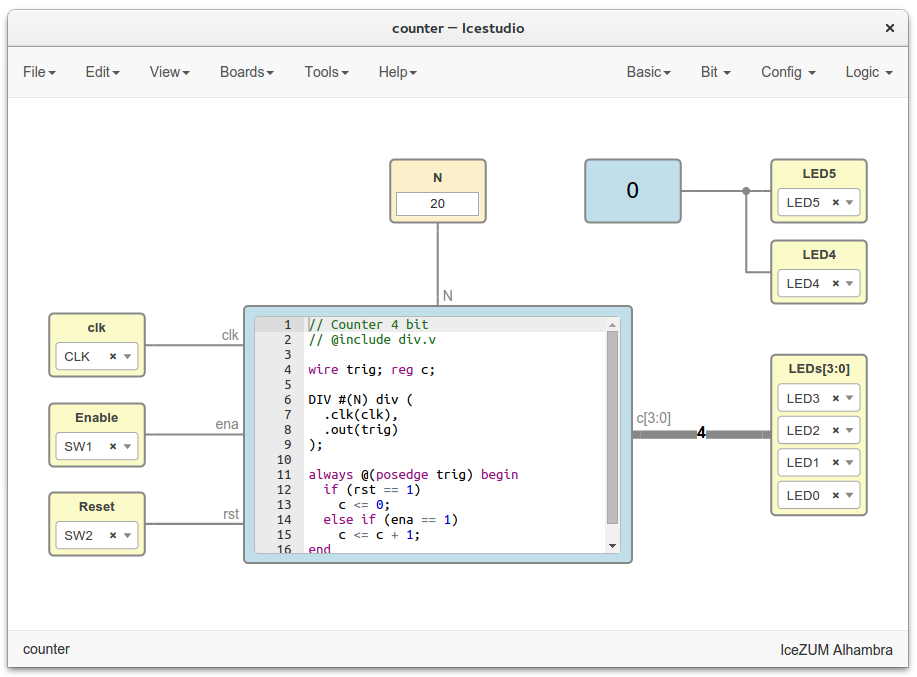 counter — Icestudio ×
File Edit View Boards Tools Help Basic Bit Config Logic
N
20
0
LED5
LED5 ×
LED4
LED4 ×
N
clk
CLK ×
clk
Enable
SW1 ×
ena
Reset
SW2 ×
rst
1 // Counter 4 bit
2 // @include div.v
3
4 wire trig; reg c;
5
6 DIV #(N) div (
7 .clk(clk),
8 .out(trig)
9 );
10
11 always @(posedge trig) begin
12 if (rst == 1)
13 c <= 0;
14 else if (ena == 1)
15 c <= c + 1;
16 end
c[3:0]
4
LEDs[3:0]
LED3 ×
LED2 ×
LED1 ×
LED0 ×
counter IceZUM Alhambra